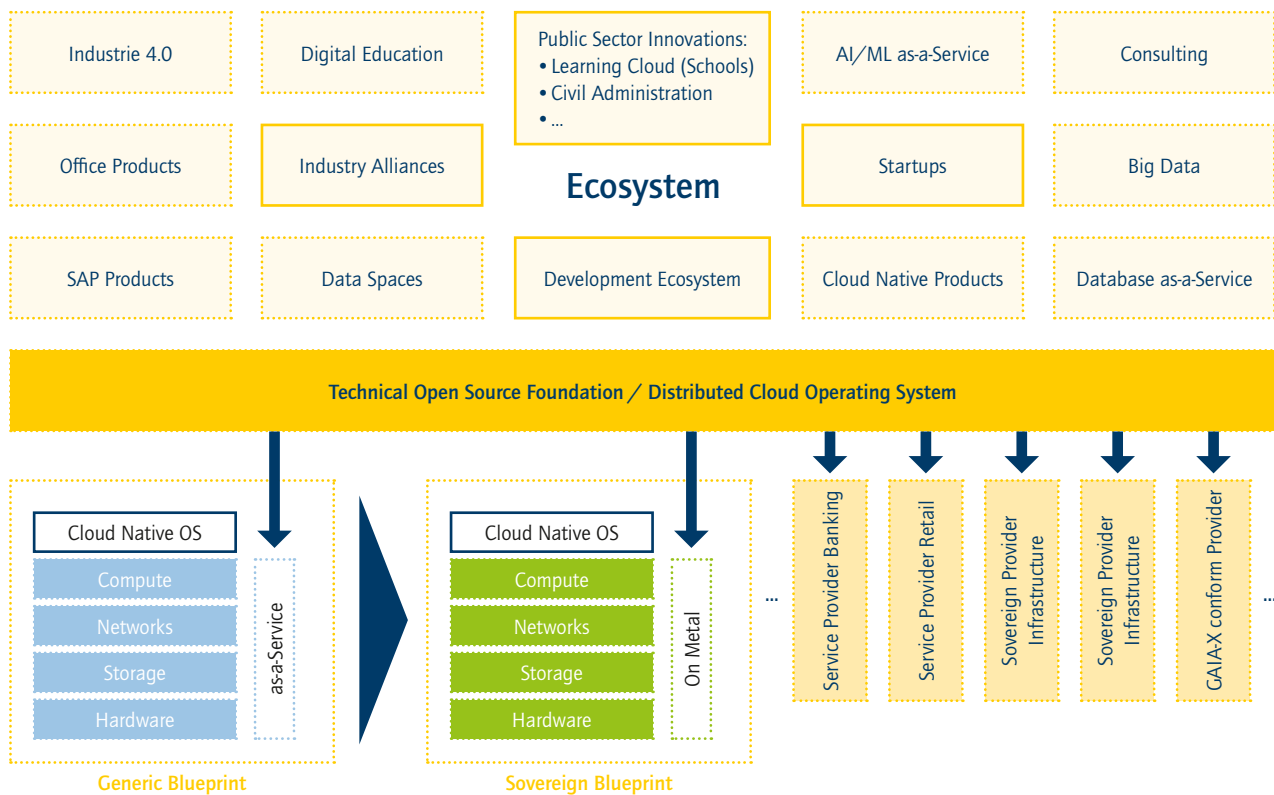 Industrie 4.0
Digital Education
Public Sector Innovations:
• Learning Cloud (Schools)
• Civil Administration
• ...
AI/ML as-a-Service
Consulting
Office Products
Industry Alliances
Ecosystem
Startups
Big Data
SAP Products
Data Spaces
Development Ecosystem
Cloud Native Products
Database as-a-Service
Technical Open Source Foundation / Distributed Cloud Operating System
Cloud Native OS
Compute
Networks
Storage
Hardware
as-a-Service
Generic Blueprint
Cloud Native OS
Compute
Networks
Storage
Hardware
On Metal
Sovereign Blueprint
...
Service Provider Banking
Service Provider Retail
Sovereign Provider
Infrastructure
Sovereign Provider
Infrastructure
GAIA-X conform Provider
...